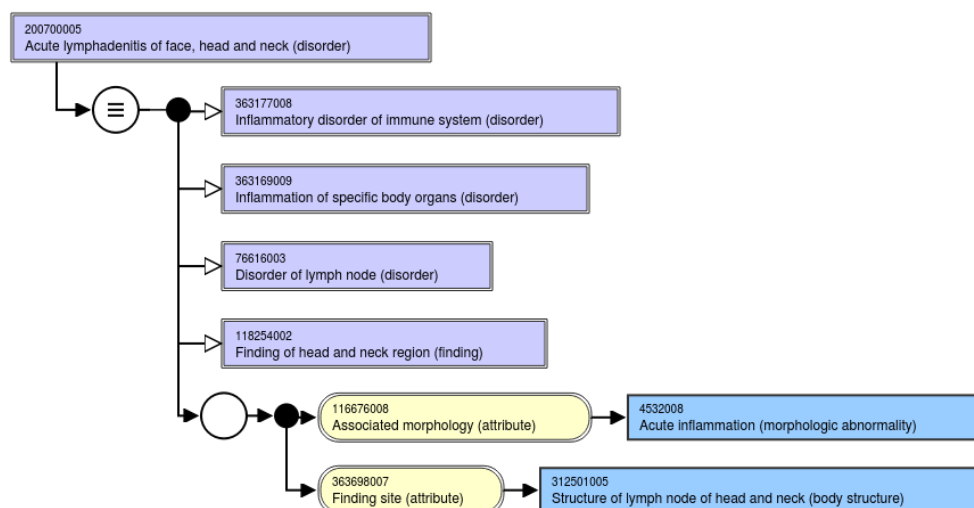 200700005
Acute lymphadenitis of face, head and neck (disorder)
363177008
Inflammatory disorder of immune system (disorder)
363169009
Inflammation of specific body organs (disorder)
76616003
Disorder of lymph node (disorder)
118254002
Finding of head and neck region (finding)
116676008
Associated morphology (attribute)
4532008
Acute inflammation (morphologic abnormality)
363698007
Finding site (attribute)
312501005
Structure of lymph node of head and neck (body structure)